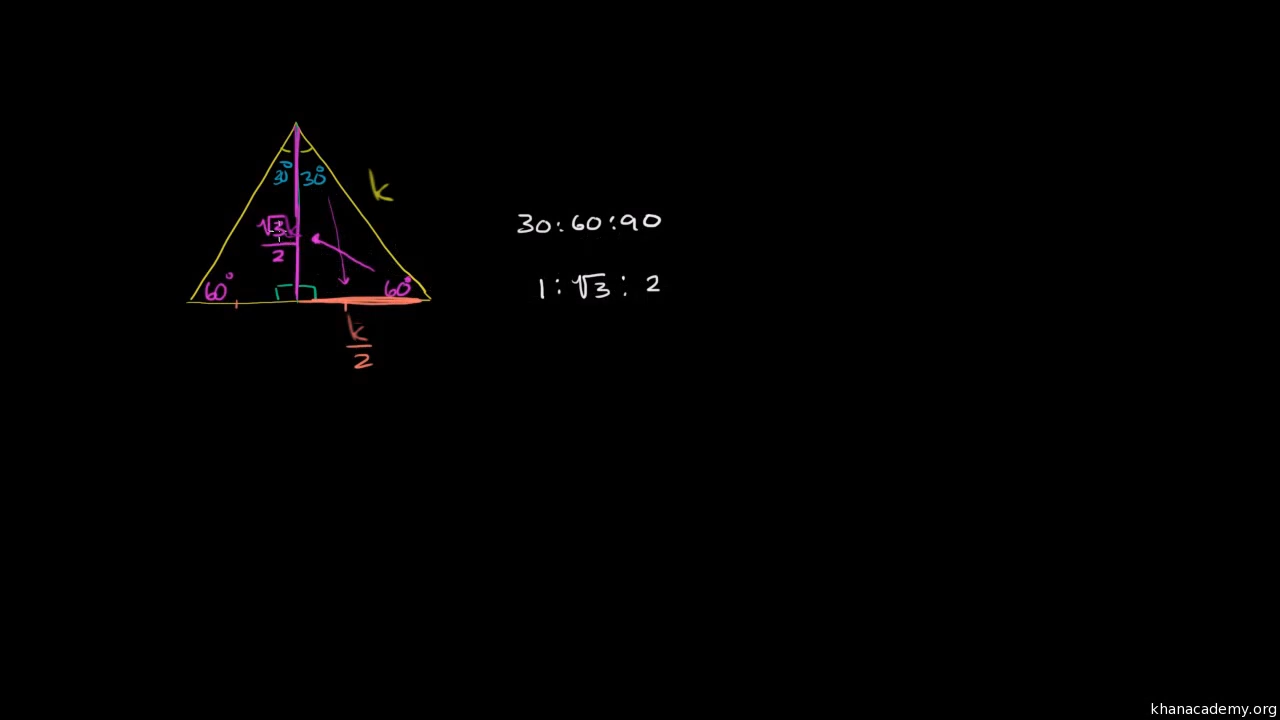 30° 30°
k
√3k
2
60° 60°
k
2
30:60:90
1:√3:2
khanacademy.org